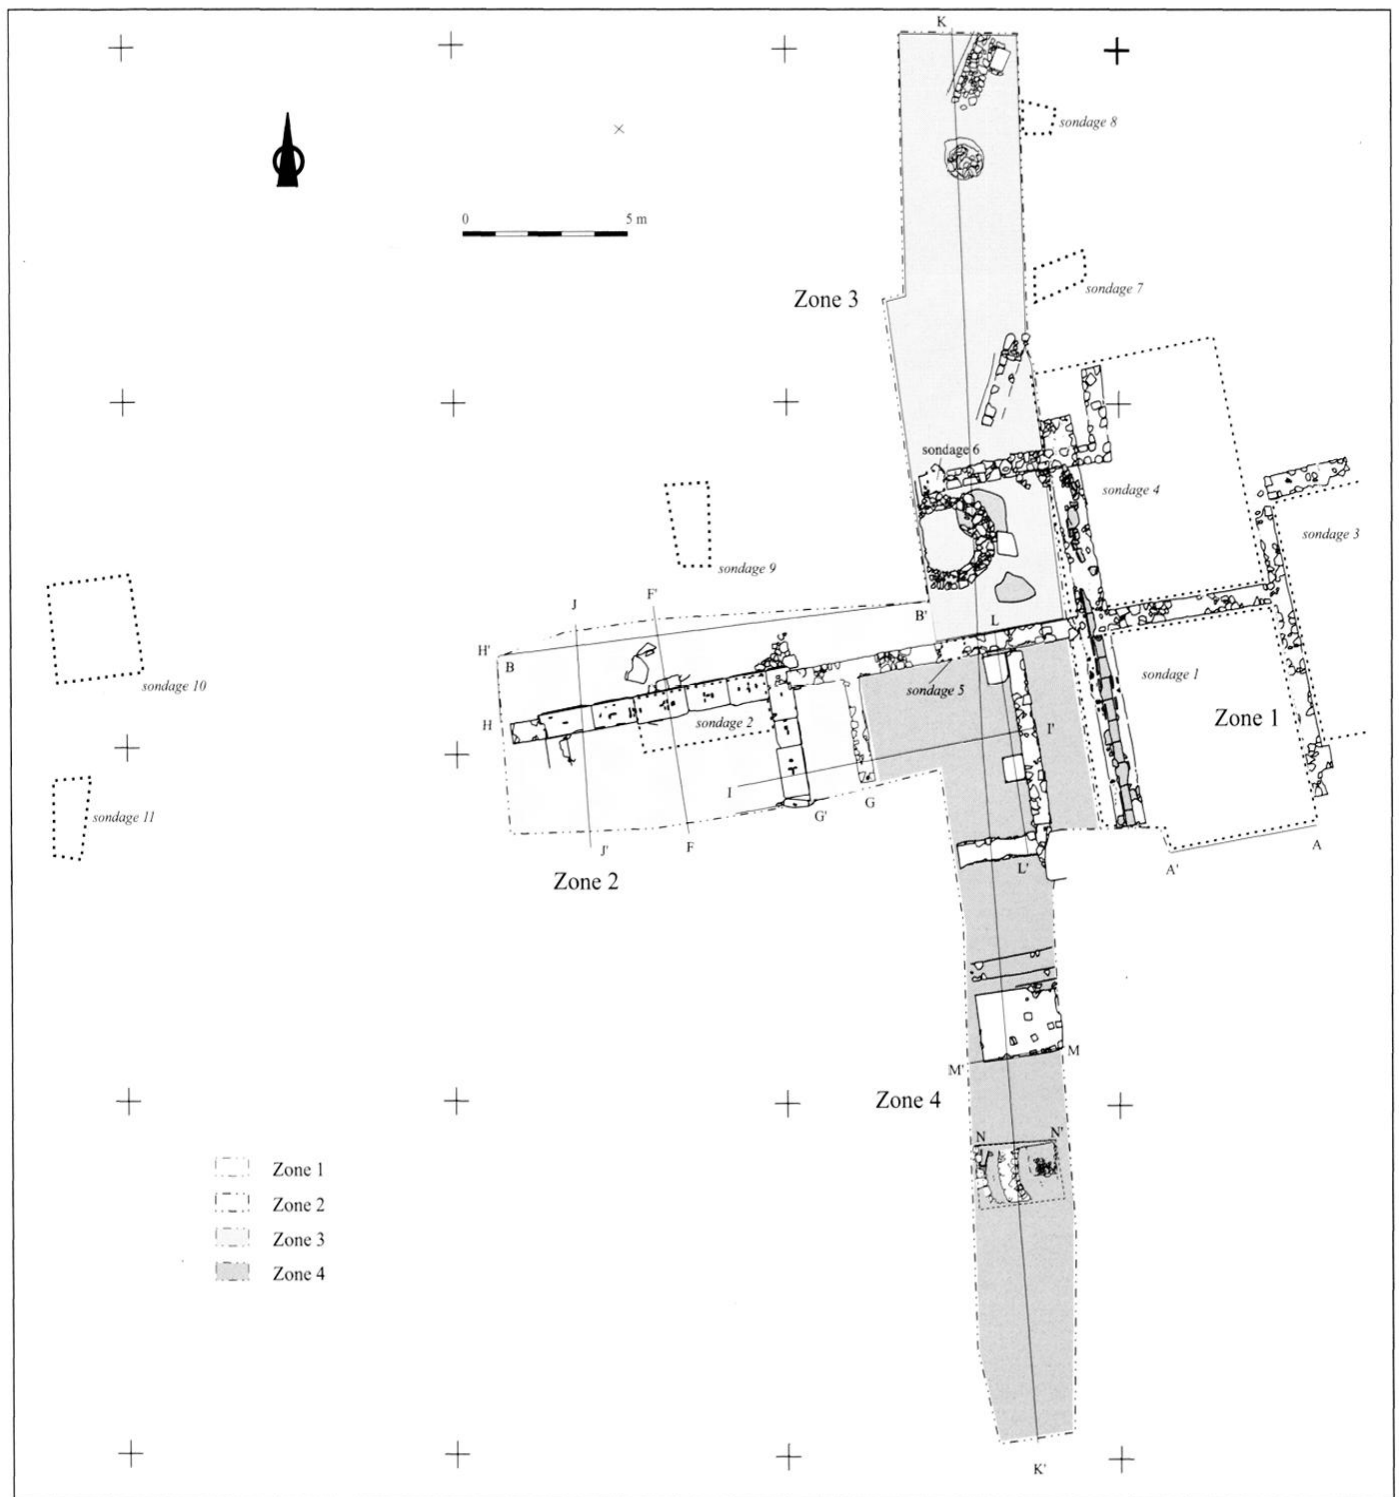 K
sondage 8
0 5 m
sondage 7
Zone 3
sondage 6
sondage 4
sondage 3
sondage 9
J
F'
B'
L
H'
B
sondage 10
sondage 5
sondage 1
H
sondage 2
Zone 1
I'
I
G
sondage 11
G'
J'
F
A
L'
A'
Zone 2
M
M'
Zone 4
N
N'
Zone 1
Zone 2
Zone 3
Zone 4
K'